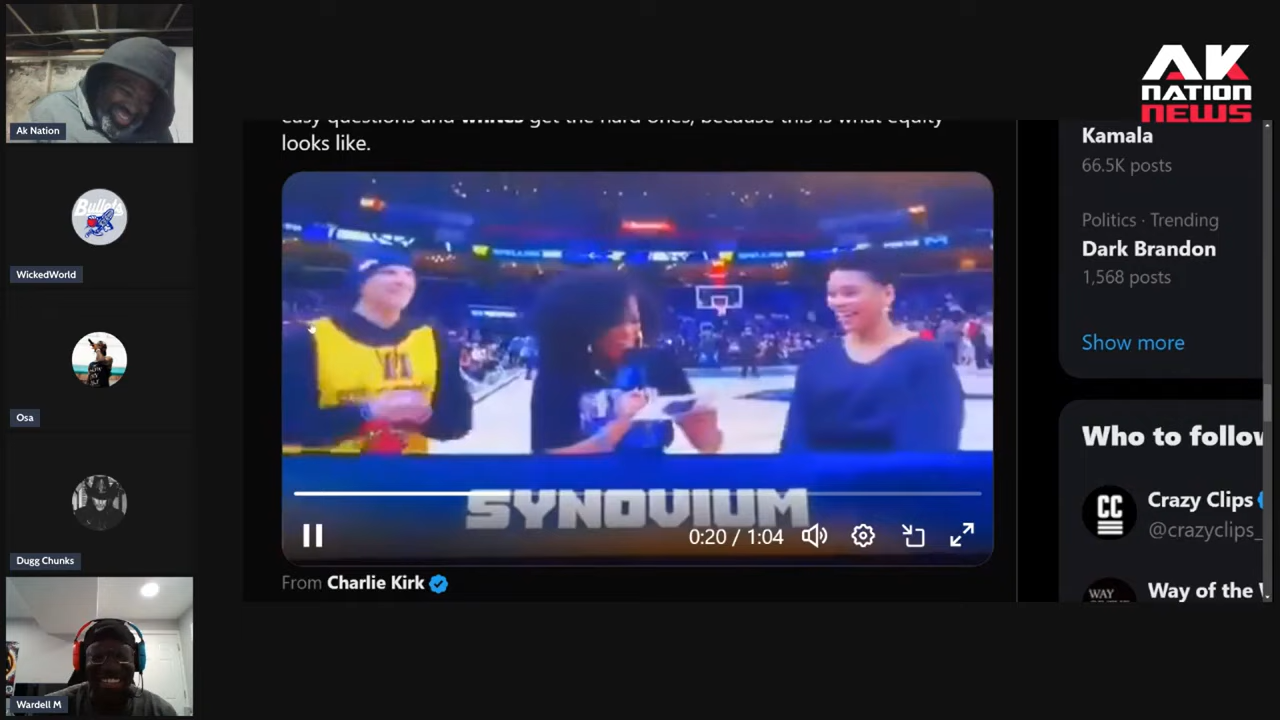 AK
NATION
NEWS
Ak Nation
Bullets
WickedWorld
Osa
Dugg Chunks
Wardell M
easy questions and whites get the hard ones, because this is what equity
looks like.
SYNOVIUM
0:20 / 1:04
From Charlie Kirk
Kamala
66.5K posts
Politics · Trending
Dark Brandon
1,568 posts
Show more
Who to follow
CC
Crazy Clips
@crazyclips_
WAY
Way of the